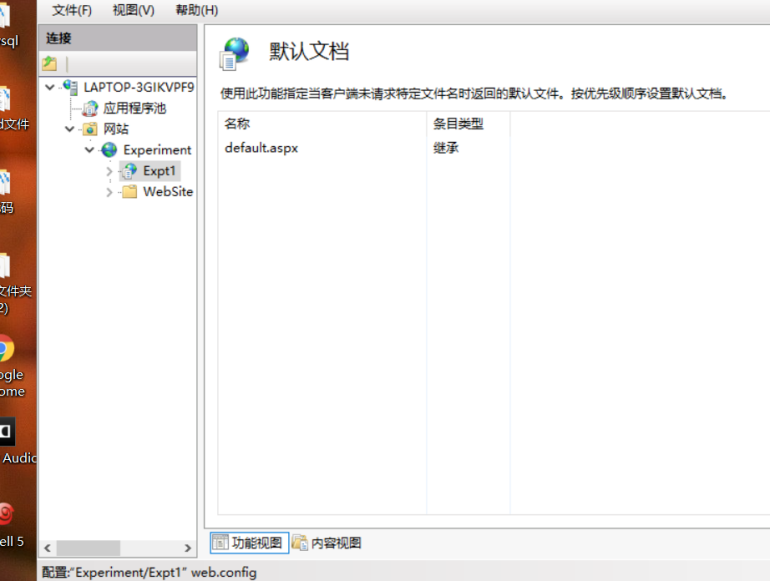 文件(F) 视图(V) 帮助(H)
连接
LAPTOP-3GIKVPF9
应用程序池
网站
Experiment
Expt1
WebSite
默认文档
使用此功能指定当客户端未请求特定文件名时返回的默认文件。按优先级顺序设置默认文档。
名称 条目类型
default.aspx 继承
功能视图 内容视图
配置:"Experiment/Expt1" web.config
sql
文件
码
文件夹
2)
ogle
ome
Audio
ell 5